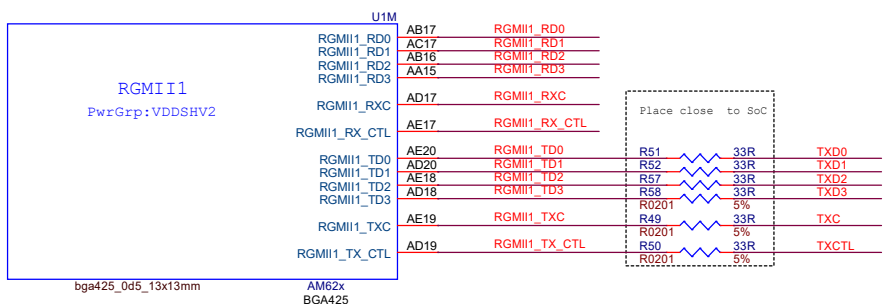 U1M
RGMII1
PwrGrp:VDDSHV2
RGMII1_RD0 AB17 RGMII1_RD0
RGMII1_RD1 AC17 RGMII1_RD1
RGMII1_RD2 AB16 RGMII1_RD2
RGMII1_RD3 AA15 RGMII1_RD3
RGMII1_RXC AD17 RGMII1_RXC
Place close to SoC
RGMII1_RX_CTL AE17 RGMII1_RX_CTL
RGMII1_TD0 AE20 RGMII1_TD0 R51 33R TXD0
RGMII1_TD1 AD20 RGMII1_TD1 R52 33R TXD1
RGMII1_TD2 AE18 RGMII1_TD2 R57 33R TXD2
RGMII1_TD3 AD18 RGMII1_TD3 R58 33R TXD3
R0201 5%
RGMII1_TXC AE19 RGMII1_TXC R49 33R TXC
R0201 5%
RGMII1_TX_CTL AD19 RGMII1_TX_CTL R50 33R TXCTL
R0201 5%
bga425_0d5_13x13mm AM62x
BGA425